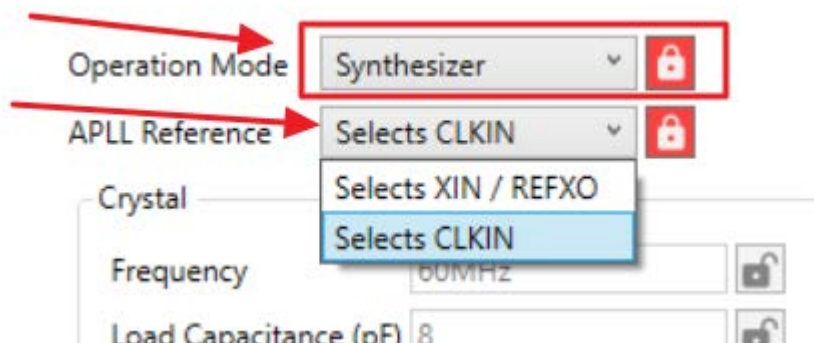 Operation Mode Synthesizer
APLL Reference Selects CLKIN
Selects XIN / REFXO
Selects CLKIN
Crystal
Frequency 60MHz
Load Capacitance (pF) 8